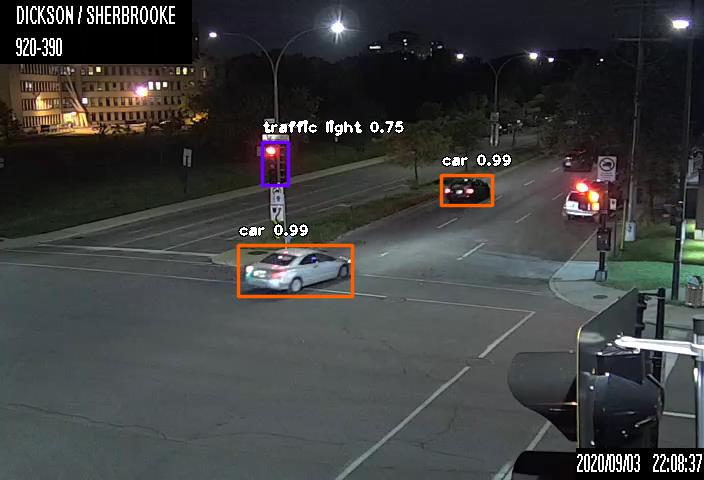 DICKSON / SHERBROOKE
920-390
traffic light 0.75
car 0.99
car 0.99
2020/09/03 22:08:37